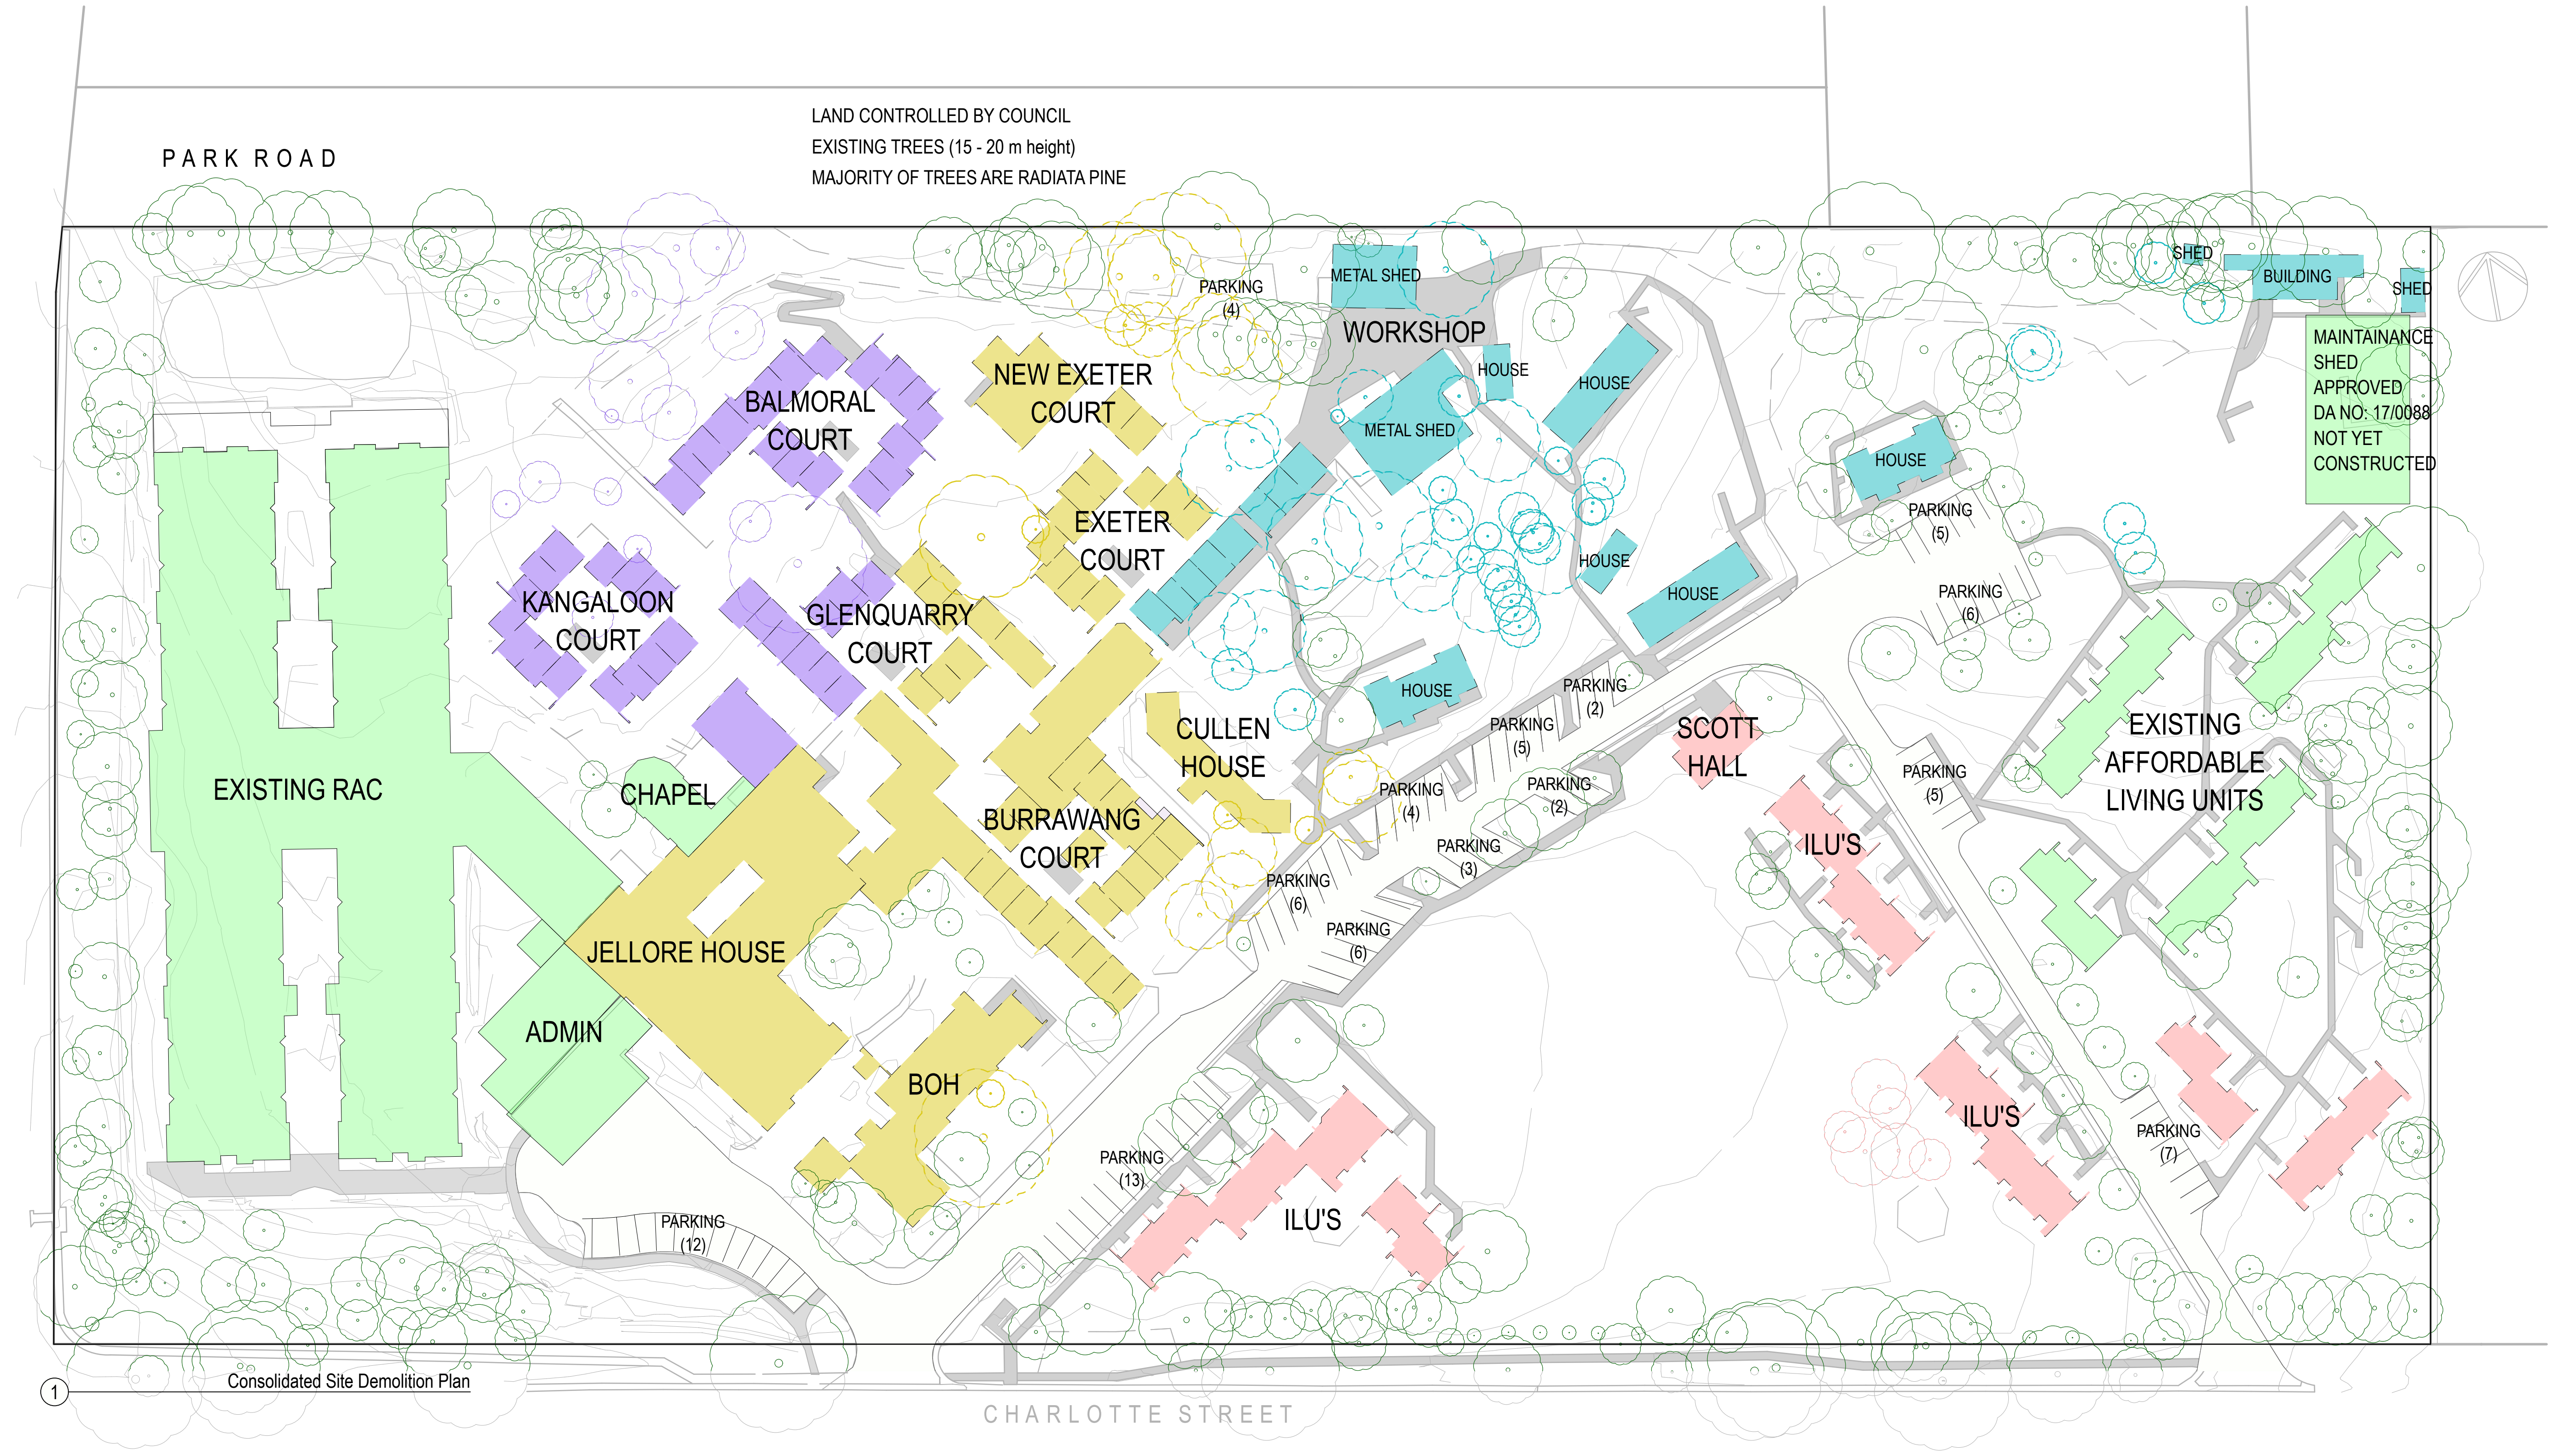 LAND CONTROLLED BY COUNCIL
EXISTING TREES (15 - 20 m height)
MAJORITY OF TREES ARE RADIATA PINE
PARK ROAD
SHED
BUILDING
SHED
METAL SHED
PARKING
(4)
WORKSHOP
MAINTAINANCE
SHED
APPROVED
DA NO: 17/0088
NOT YET
CONSTRUCTED
NEW EXETER
COURT
HOUSE
HOUSE
BALMORAL
COURT
METAL SHED
HOUSE
PARKING
(5)
EXETER
COURT
HOUSE
HOUSE
PARKING
(6)
KANGALOON
COURT
GLENQUARRY
COURT
HOUSE
PARKING
(2)
CULLEN
HOUSE
PARKING
(5)
SCOTT
HALL
EXISTING
AFFORDABLE
LIVING UNITS
EXISTING RAC
CHAPEL
PARKING
(4)
PARKING
(2)
PARKING
(5)
BURRAWANG
COURT
PARKING
(3)
ILU'S
PARKING
(6)
PARKING
(6)
JELLORE HOUSE
ADMIN
BOH
ILU'S
PARKING
(7)
PARKING
(13)
PARKING
(12)
ILU'S
1
Consolidated Site Demolition Plan
CHARLOTTE STREET